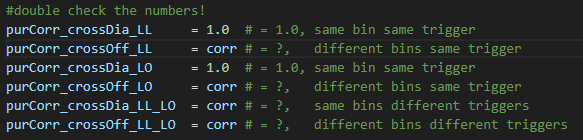 #double check the numbers!
purCorr_crossDia_LL = 1.0 # = 1.0, same bin same trigger
purCorr_crossOff_LL = corr # = ?, different bins same trigger
purCorr_crossDia_LO = 1.0 # = 1.0, same bin same trigger
purCorr_crossOff_LO = corr # = ?, different bins same trigger
purCorr_crossDia_LL_LO = corr # = ?, same bins different triggers
purCorr_crossOff_LL_LO = corr # = ?, different bins different triggers